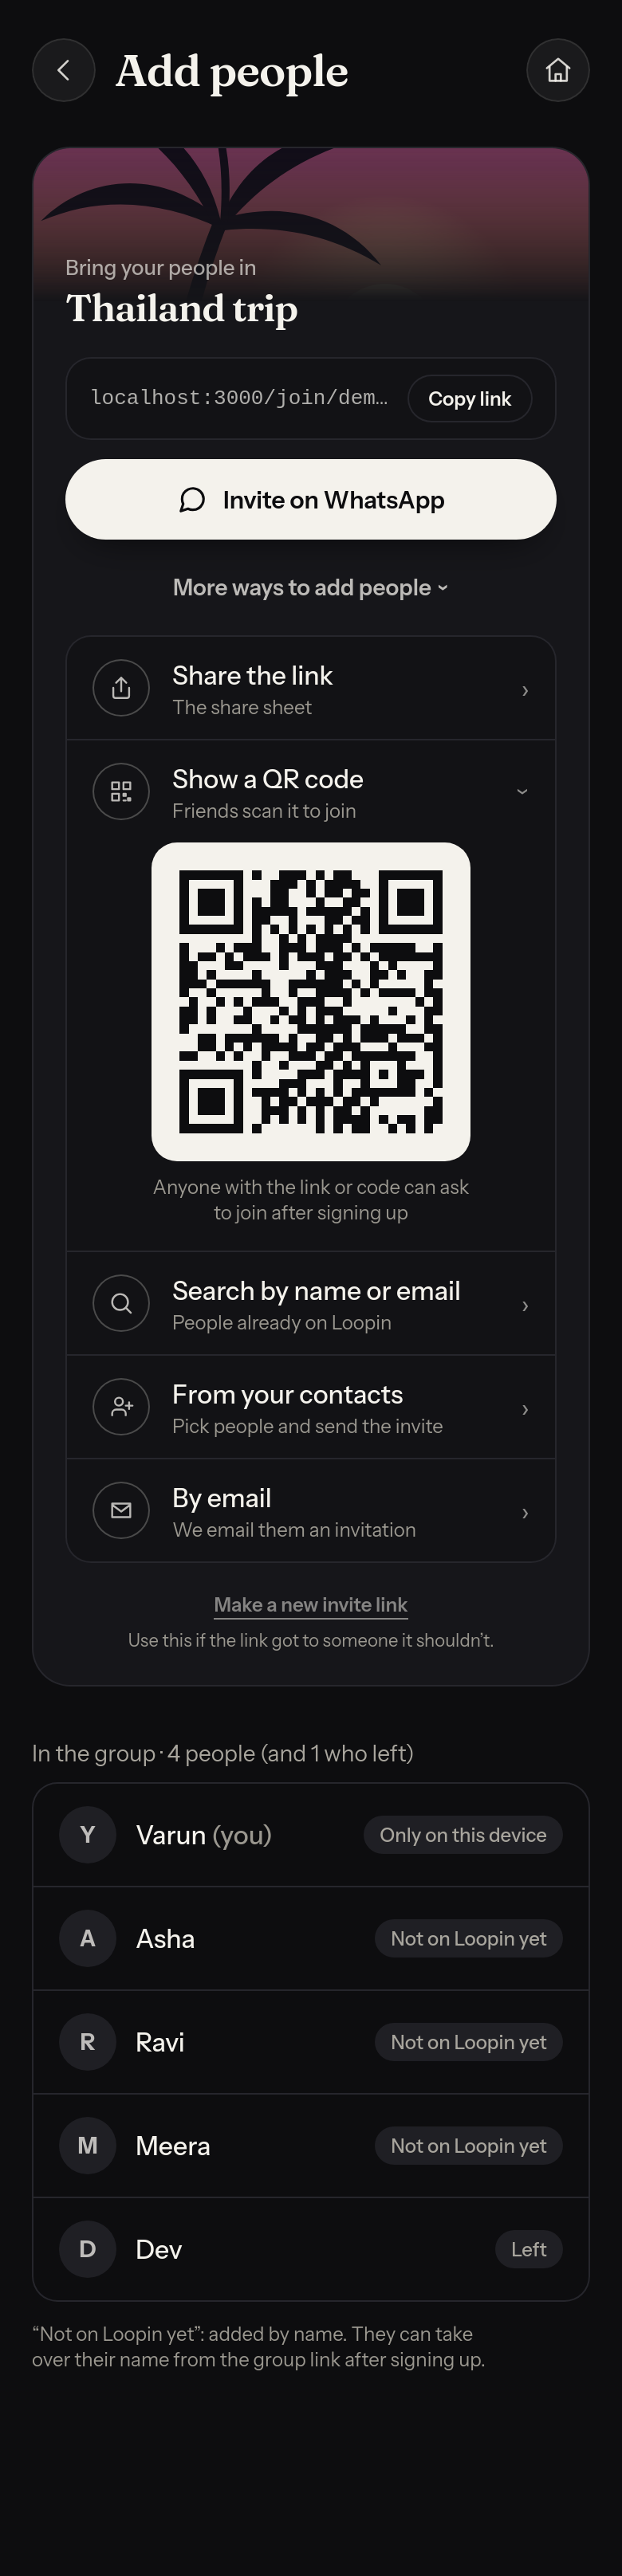 Add people
Bring your people in
Thailand trip
localhost:3000/join/dem…
Copy link
Invite on WhatsApp
More ways to add people
Share the link
The share sheet
Show a QR code
Friends scan it to join
Anyone with the link or code can ask
to join after signing up
Search by name or email
People already on Loopin
From your contacts
Pick people and send the invite
By email
We email them an invitation
Make a new invite link
Use this if the link got to someone it shouldn’t.
In the group · 4 people (and 1 who left)
Y
Varun (you)
Only on this device
A
Asha
Not on Loopin yet
R
Ravi
Not on Loopin yet
M
Meera
Not on Loopin yet
D
Dev
Left
“Not on Loopin yet”: added by name. They can take
over their name from the group link after signing up.